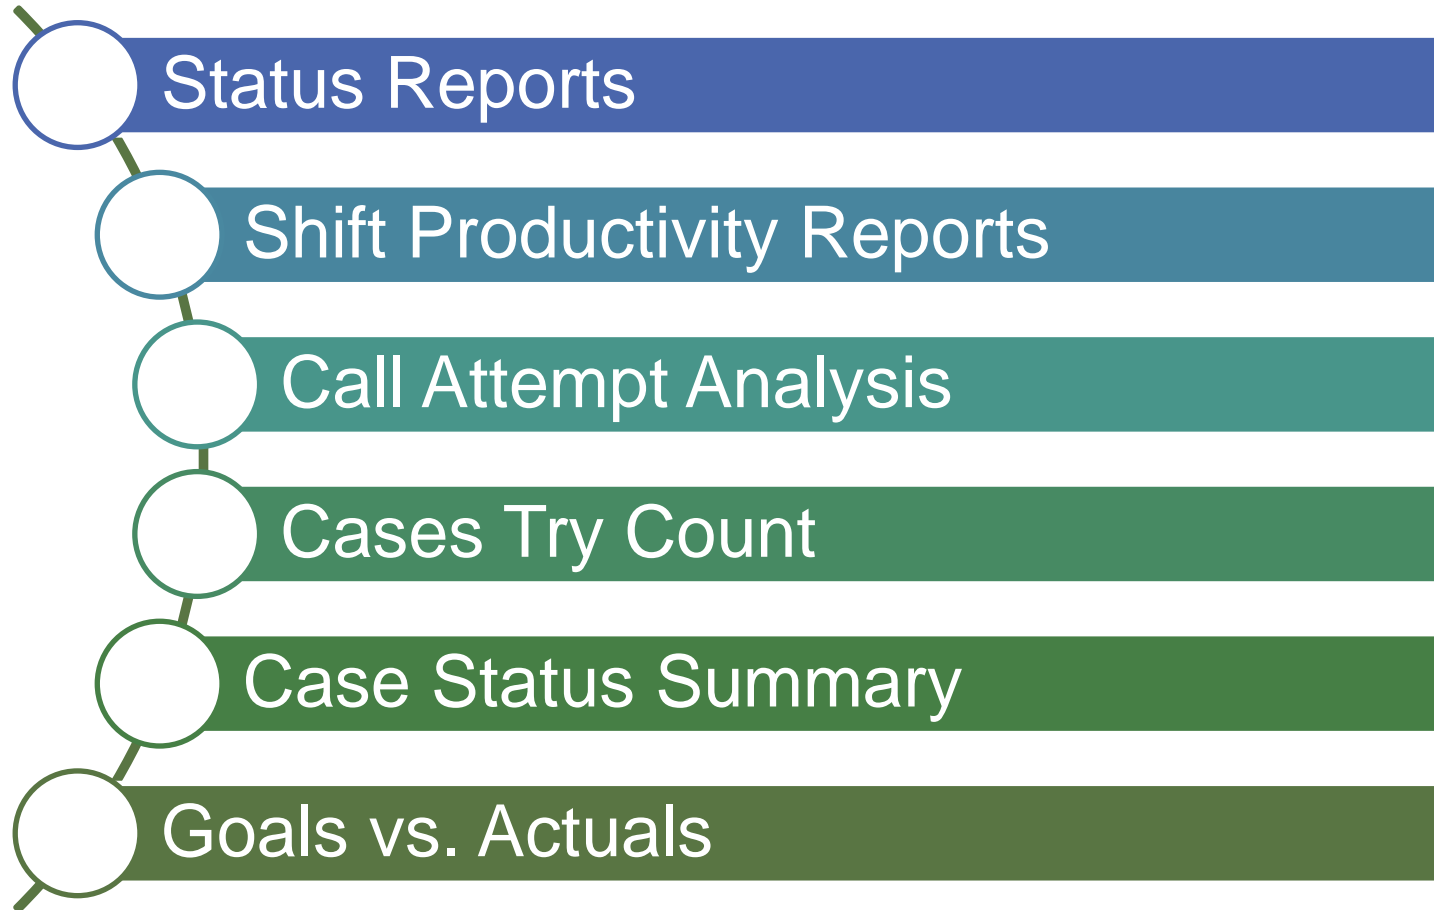 Status Reports
Shift Productivity Reports
Call Attempt Analysis
Cases Try Count
Case Status Summary
Goals vs. Actuals